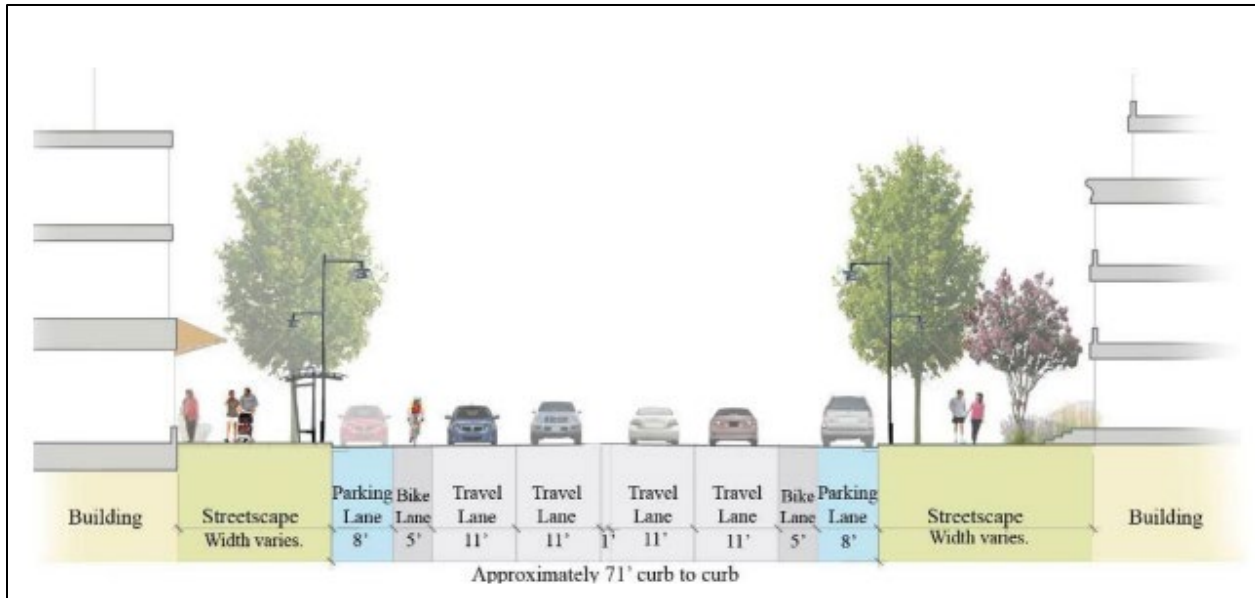 Building
Streetscape
Width varies.
Parking
Lane
8’
Bike
Lane
5’
Travel
Lane
11’
Travel
Lane
11’
1’
Travel
Lane
11’
Travel
Lane
11’
Bike
Lane
5’
Parking
Lane
8’
Streetscape
Width varies.
Building
Approximately 71’ curb to curb